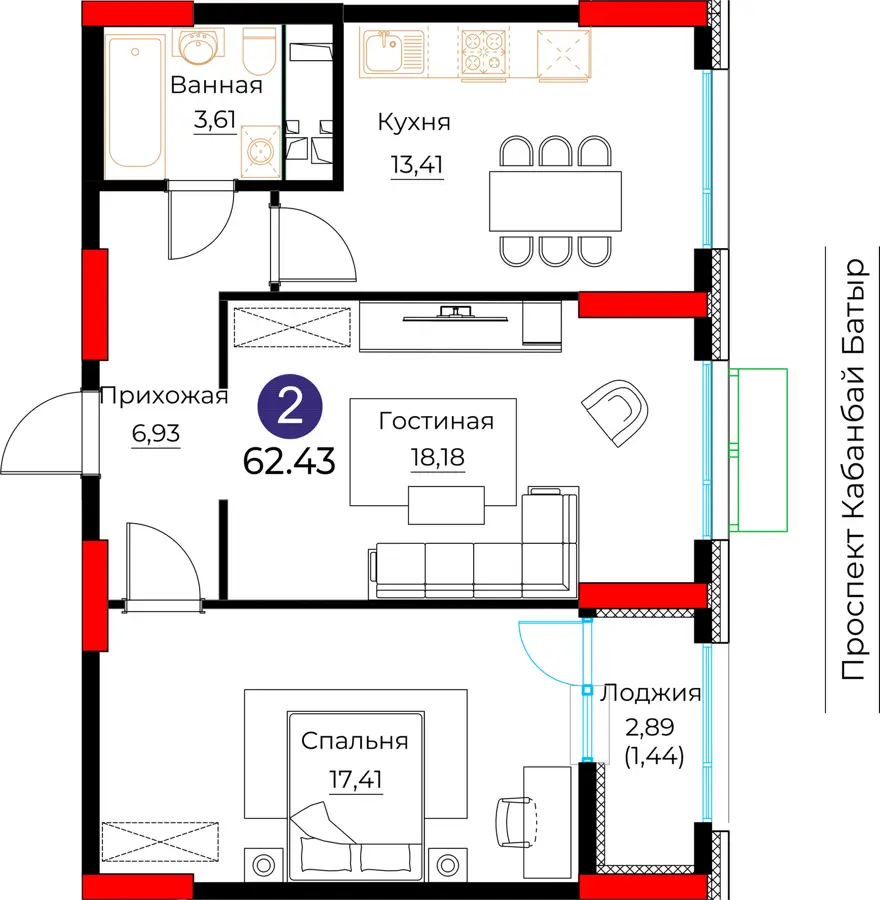 Ванная
3,61
Кухня
13,41
Прихожая
6,93
2
62.43
Гостиная
18,18
Спальня
17,41
Лоджия
2,89
(1,44)
Проспект Кабанбай Батыр